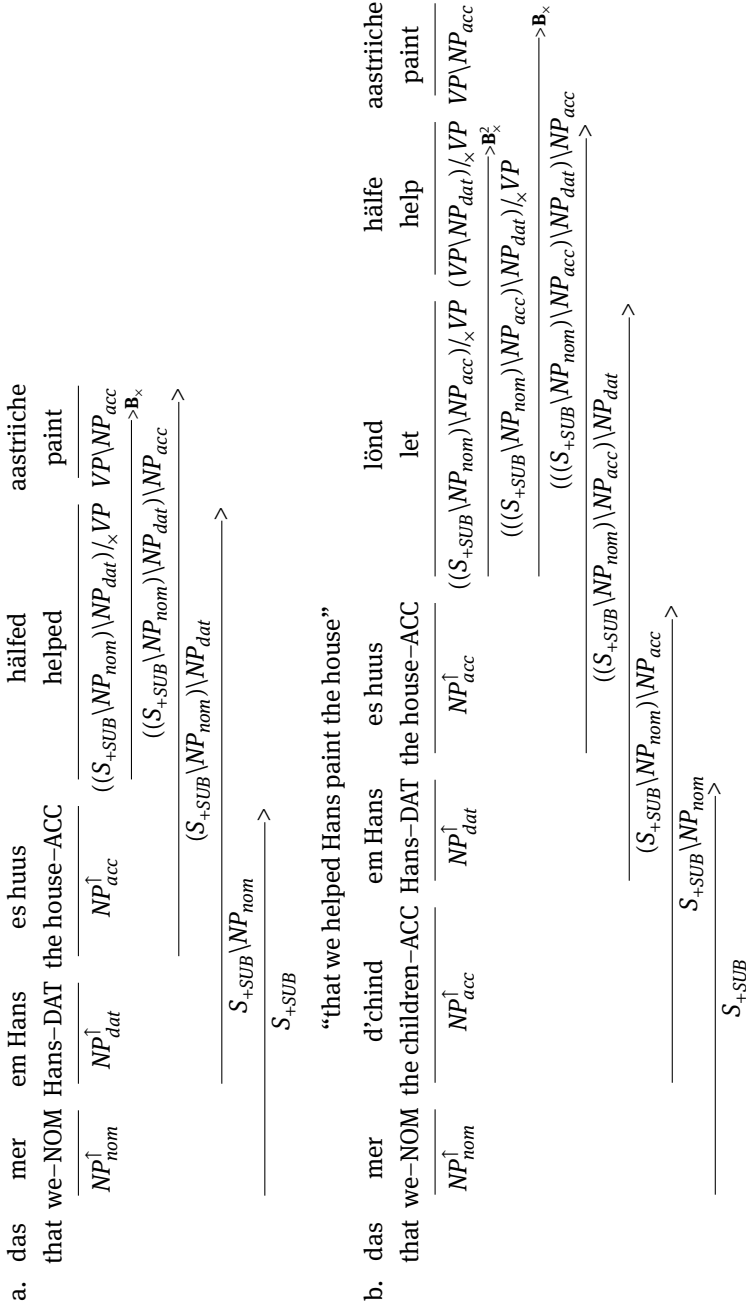 a. das mer em Hans es huus hälfed aastriiche
that we–NOM Hans–DAT the house–ACC helped paint
NP↑nom NP↑dat NP↑acc ((S+SUB\NPnom)\NPdat)/×VP VP\NPacc
>B×
((S+SUB\NPnom)\NPdat)\NPacc
>
(S+SUB\NPnom)\NPdat
>
S+SUB\NPnom
>
S+SUB
“that we helped Hans paint the house”
b. das mer d’chind em Hans es huus lönd hälfe aastriiche
that we–NOM the children–ACC Hans–DAT the house–ACC let help paint
NP↑nom NP↑acc NP↑dat NP↑acc ((S+SUB\NPnom)\NPacc)/×VP (VP\NPdat)/×VP VP\NPacc
>B²×
(((S+SUB\NPnom)\NPacc)\NPdat)/×VP
>B×
(((S+SUB\NPnom)\NPacc)\NPdat)\NPacc
>
((S+SUB\NPnom)\NPacc)\NPdat
>
(S+SUB\NPnom)\NPacc
>
S+SUB\NPnom
>
S+SUB